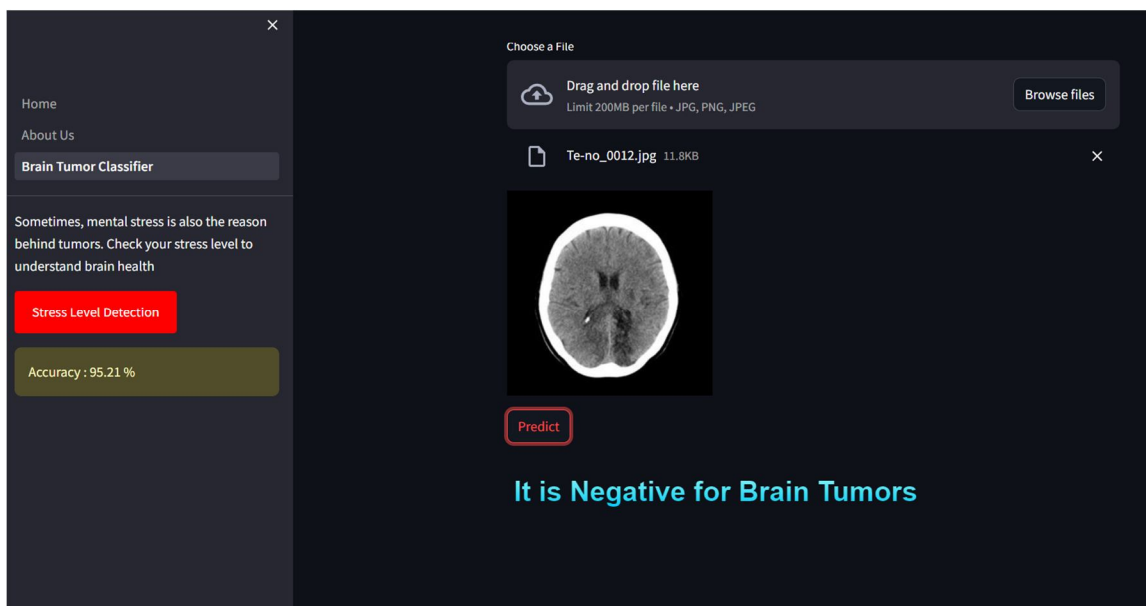 Home
About Us
Brain Tumor Classifier
Sometimes, mental stress is also the reason
behind tumors. Check your stress level to
understand brain health
Stress Level Detection
Accuracy : 95.21 %
Choose a File
Drag and drop file here
Limit 200MB per file • JPG, PNG, JPEG
Browse files
Te-no_0012.jpg 11.8KB
Predict
It is Negative for Brain Tumors